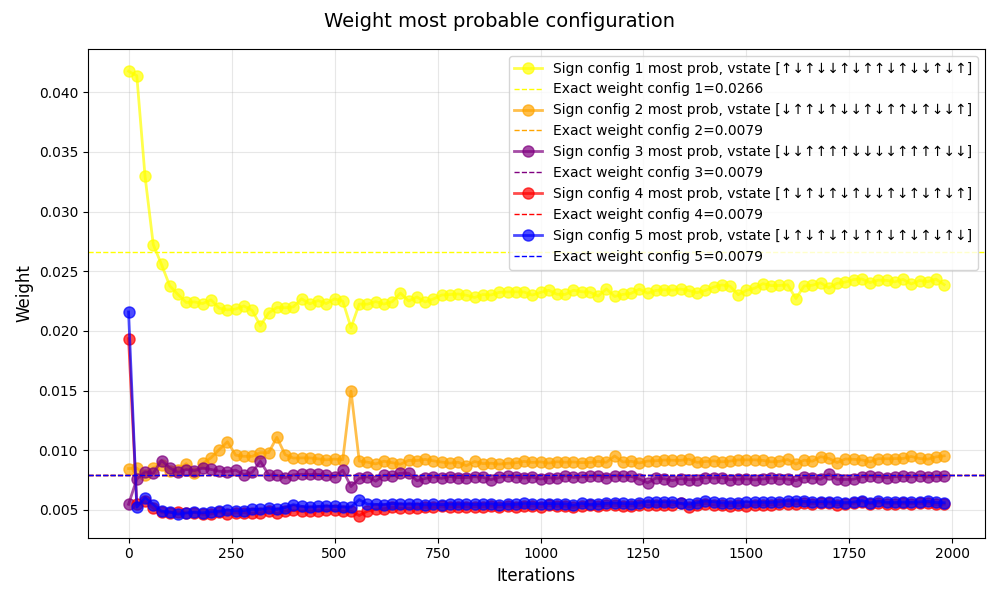 Weight most probable configuration
Sign config 1 most prob, vstate [↑↓↑↓↓↑↓↑↑↓↑↓↓↑↓↑]
Exact weight config 1=0.0266
Sign config 2 most prob, vstate [↓↑↑↓↑↓↓↑↓↑↑↓↑↓↓↑]
Exact weight config 2=0.0079
Sign config 3 most prob, vstate [↓↓↑↑↑↑↓↓↓↓↑↑↑↑↓↓]
Exact weight config 3=0.0079
Sign config 4 most prob, vstate [↑↓↑↓↑↓↑↓↓↑↓↑↓↑↓↑]
Exact weight config 4=0.0079
Sign config 5 most prob, vstate [↓↑↓↑↓↑↓↑↑↓↑↓↑↓↑↓]
Exact weight config 5=0.0079
0.040
0.035
0.030
0.025
0.020
0.015
0.010
0.005
Weight
0 250 500 750 1000 1250 1500 1750 2000
Iterations